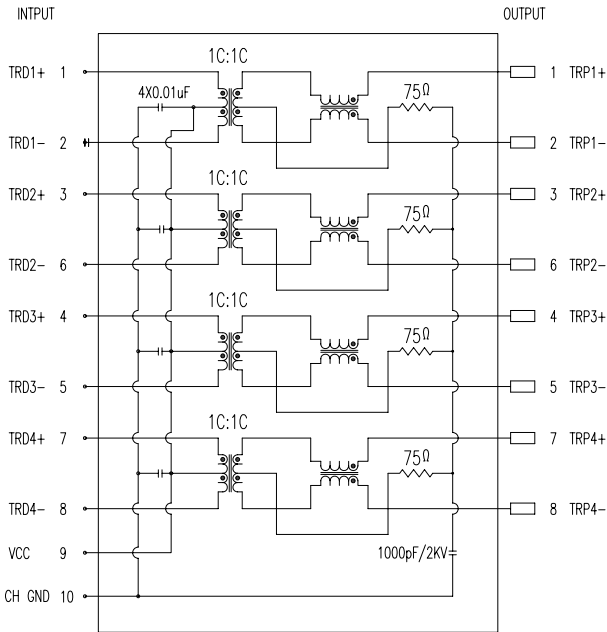 INTPUT OUTPUT
1C:1C
TRD1+ 1 1 TRP1+
4X0.01uF 75Ω
TRD1- 2 2 TRP1-
1C:1C
TRD2+ 3 3 TRP2+
75Ω
TRD2- 6 6 TRP2-
1C:1C
TRD3+ 4 4 TRP3+
75Ω
TRD3- 5 5 TRP3-
1C:1C
TRD4+ 7 7 TRP4+
75Ω
TRD4- 8 8 TRP4-
VCC 9 1000pF/2KV
CH GND 10